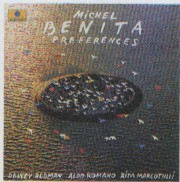 MICHEL
BENITA
PREFERENCES
DEWEY REDMAN ALDO ROMANO RITA MARCOTULLI